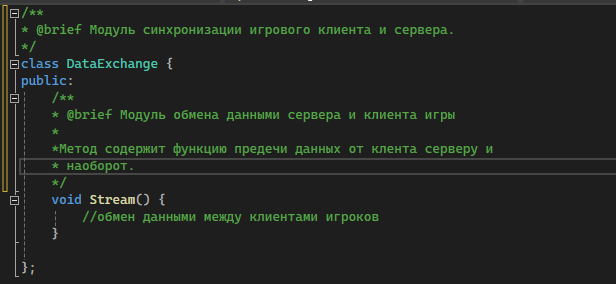 /**
* @brief Модуль синхронизации игрового клиента и сервера.
*/
class DataExchange {
public:
/**
* @brief Модуль обмена данными сервера и клиента игры
*
*Метод содержит функцию предечи данных от клента серверу и
* наоборот.
*/
void Stream() {
//обмен данными между клиентами игроков
}
};